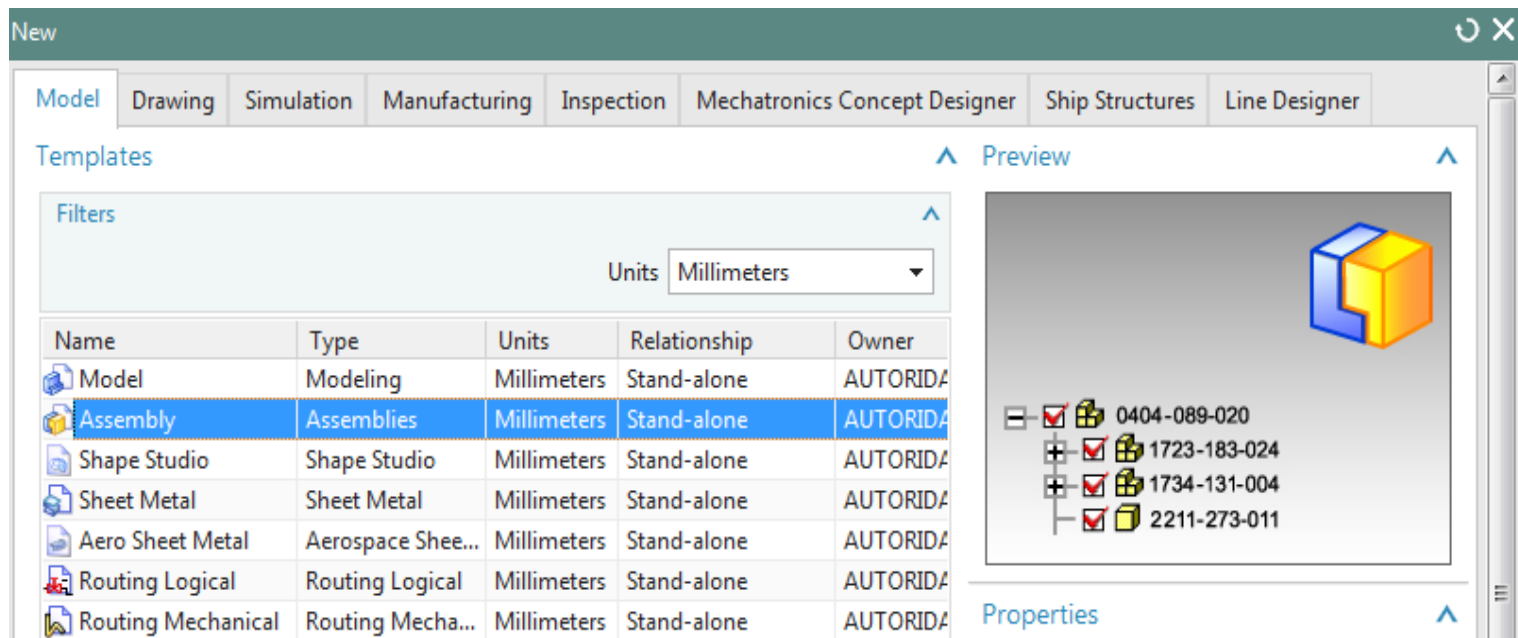 New
Model Drawing Simulation Manufacturing Inspection Mechatronics Concept Designer Ship Structures Line Designer
Templates
Filters
Units Millimeters
Name Type Units Relationship Owner
Model Modeling Millimeters Stand-alone AUTORIDA
Assembly Assemblies Millimeters Stand-alone AUTORIDA
Shape Studio Shape Studio Millimeters Stand-alone AUTORIDA
Sheet Metal Sheet Metal Millimeters Stand-alone AUTORIDA
Aero Sheet Metal Aerospace Shee... Millimeters Stand-alone AUTORIDA
Routing Logical Routing Logical Millimeters Stand-alone AUTORIDA
Routing Mechanical Routing Mecha... Millimeters Stand-alone AUTORIDA
Preview
0404-089-020
1723-183-024
1734-131-004
2211-273-011
Properties